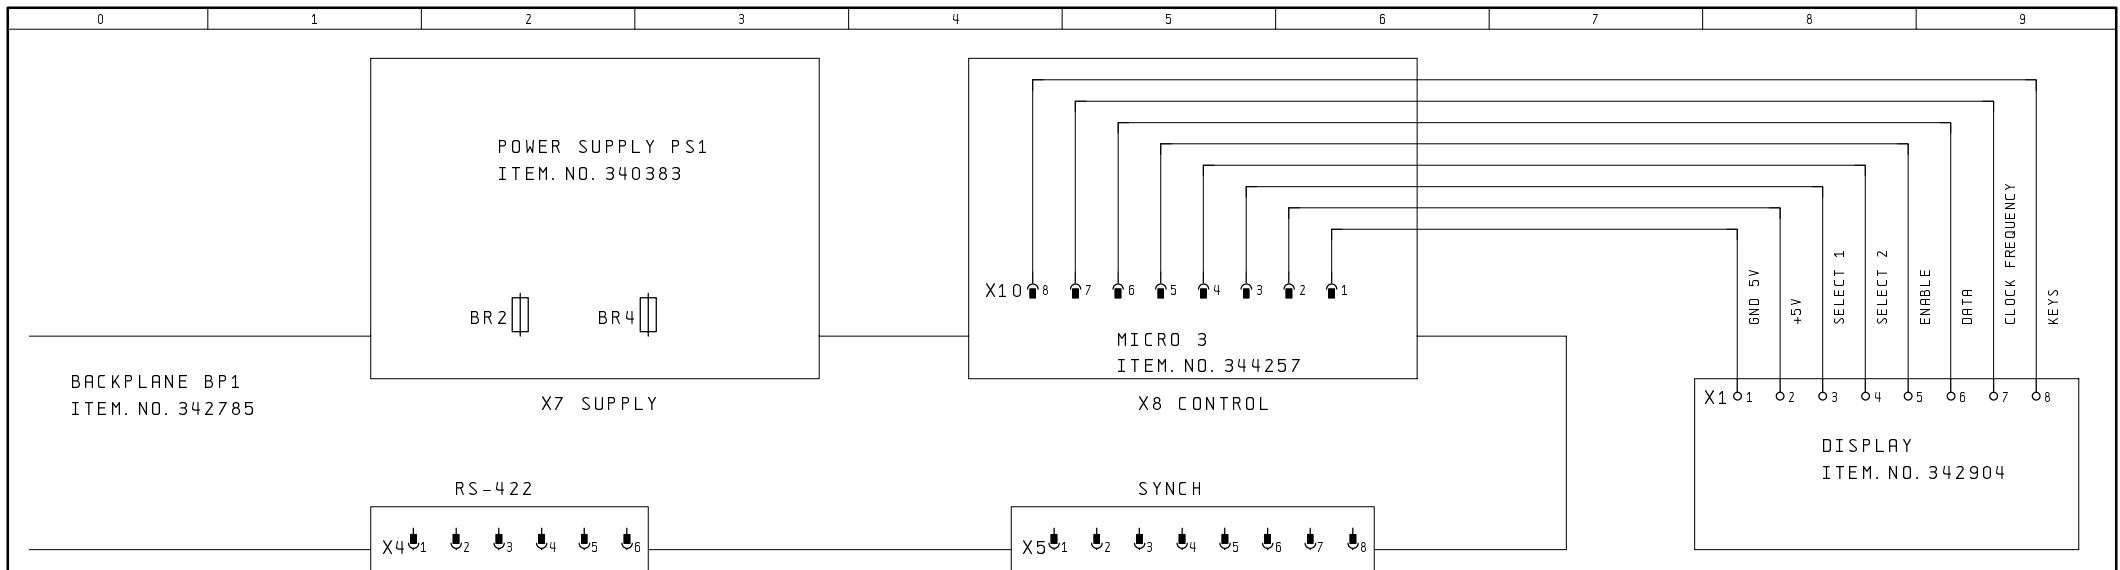 0 1 2 3 4 5 6 7 8 9
POWER SUPPLY PS1
ITEM. NO. 340383
BR2 BR4
X10 8 7 6 5 4 3 2 1
MICRO 3
ITEM. NO. 344257
GND 5V
+5V
SELECT 1
SELECT 2
ENABLE
DATA
CLOCK FREQUENCY
KEYS
BACKPLANE BP1
ITEM. NO. 342785
X7 SUPPLY
X8 CONTROL
X1 1 2 3 4 5 6 7 8
DISPLAY
ITEM. NO. 342904
RS-422
SYNCH
X4 1 2 3 4 5 6
X5 1 2 3 4 5 6 7 8